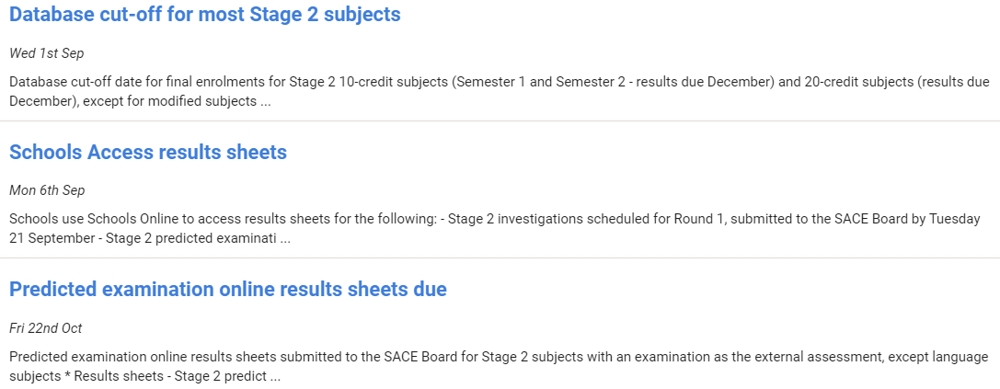 Database cut-off for most Stage 2 subjects
Wed 1st Sep
Database cut-off date for final enrolments for Stage 2 10-credit subjects (Semester 1 and Semester 2 - results due December) and 20-credit subjects (results due
December), except for modified subjects ...
Schools Access results sheets
Mon 6th Sep
Schools use Schools Online to access results sheets for the following: - Stage 2 investigations scheduled for Round 1, submitted to the SACE Board by Tuesday
21 September - Stage 2 predicted examinati ...
Predicted examination online results sheets due
Fri 22nd Oct
Predicted examination online results sheets submitted to the SACE Board for Stage 2 subjects with an examination as the external assessment, except language
subjects * Results sheets - Stage 2 predict ...